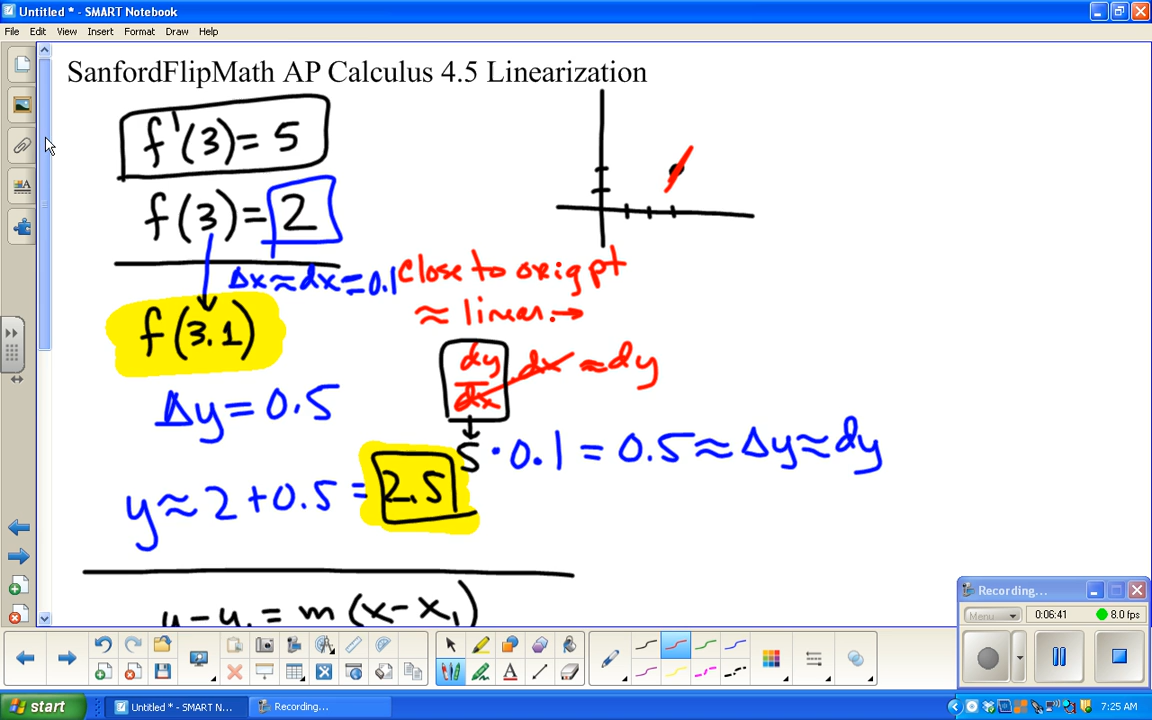 Untitled * - SMART Notebook
File Edit View Insert Format Draw Help
SanfordFlipMath AP Calculus 4.5 Linearization
f'(3)= 5
f(3)= 2
Δx≈dx=0.1
close to orig pt
≈ linear.→
f(3.1)
dy/dx · dx ≈ dy
Δy= 0.5
5 · 0.1 = 0.5 ≈ Δy ≈ dy
y≈ 2 + 0.5 = 2.5
y - y₁ = m (x - x₁)
Recording...
Menu
0:06:41
8.0 fps
start
Untitled * - SMART N...
Recording...
7:25 AM